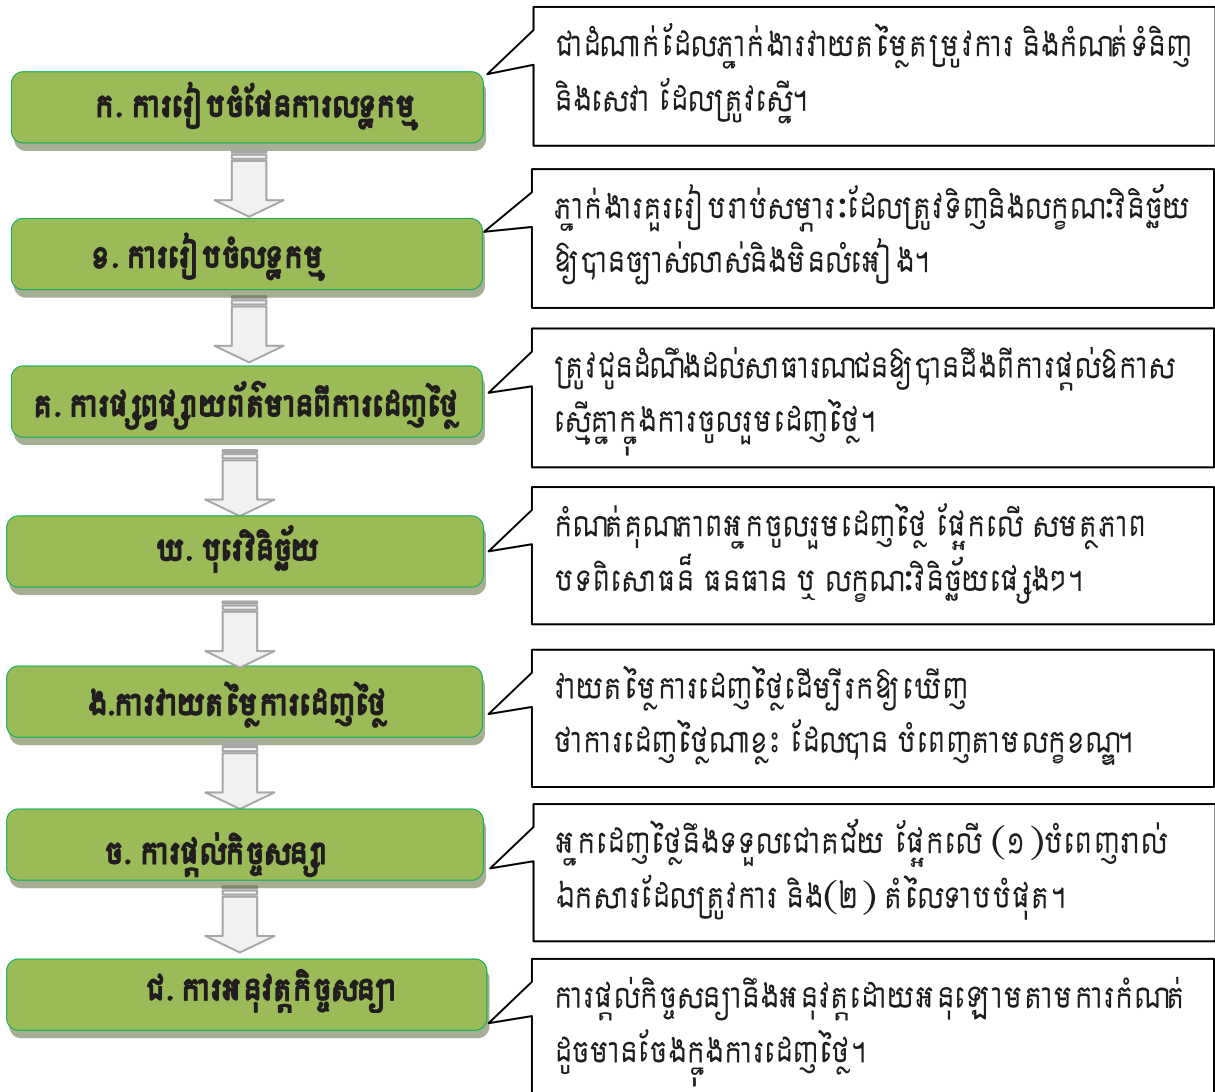 ក. ការរៀបចំផែនការលទ្ធកម្ម
ជាដំណាក់ដែលភ្នាក់ងារវាយតម្លៃតម្រូវការ និងកំណត់ទំនិញ
និងសេវា ដែលត្រូវស្នើ។
ខ. ការរៀបចំលទ្ធកម្ម
ភ្នាក់ងារគួររៀបរាប់សម្ភារៈដែលត្រូវទិញនិងលក្ខណៈវិនិច្ឆ័យ
ឱ្យបានច្បាស់លាស់និងមិនលំអៀង។
គ. ការផ្សព្វផ្សាយព័ត៌មានពីការដេញថ្លៃ
ត្រូវជូនដំណឹងដល់សាធារណជនឱ្យបានដឹងពីការផ្តល់ឱកាស
ស្មើគ្នាក្នុងការចូលរួមដេញថ្លៃ។
ឃ. បុរេវិនិច្ឆ័យ
កំណត់គុណភាពអ្នកចូលរួមដេញថ្លៃ ផ្អែកលើ សមត្ថភាព
បទពិសោធន៏ ធនធាន ឬ លក្ខណៈវិនិច្ឆ័យផ្សេងៗ។
ង.ការវាយតម្លៃការដេញថ្លៃ
វាយតម្លៃការដេញថ្លៃដើម្បីរកឱ្យឃើញ
ថាការដេញថ្លៃណាខ្លះ ដែលបាន បំពេញតាមលក្ខខណ្ឌ។
ច. ការផ្តល់កិច្ចសន្យា
អ្នកដេញថ្លៃនឹងទទួលជោគជ័យ ផ្អែកលើ (១)បំពេញរាល់
ឯកសារដែលត្រូវការ និង(២) តំលៃទាបបំផុត។
ជ. ការអនុវត្តកិច្ចសន្យា
ការផ្តល់កិច្ចសន្យានឹងអនុវត្តដោយអនុឡោមតាមការកំណត់
ដូចមានចែងក្នុងការដេញថ្លៃ។